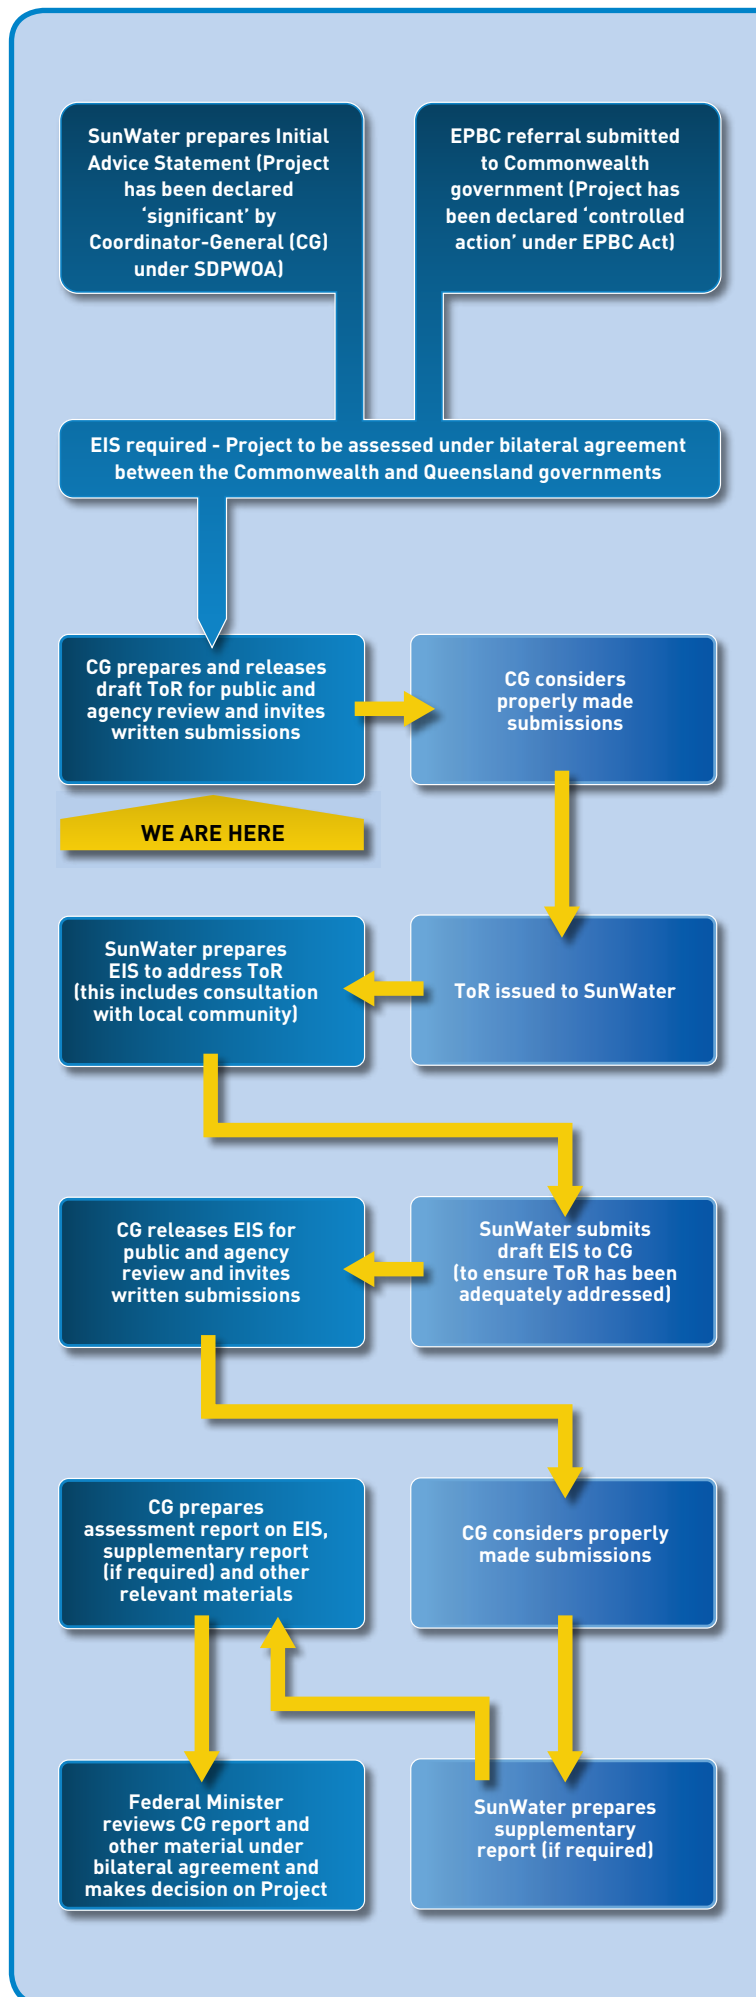 SunWater prepares Initial
Advice Statement (Project
has been declared
‘significant’ by
Coordinator-General (CG)
under SDPWOA)
EPBC referral submitted
to Commonwealth
government (Project has
been declared ‘controlled
action’ under EPBC Act)
EIS required - Project to be assessed under bilateral agreement
between the Commonwealth and Queensland governments
CG prepares and releases
draft ToR for public and
agency review and invites
written submissions
CG considers
properly made
submissions
WE ARE HERE
ToR issued to SunWater
SunWater prepares
EIS to address ToR
(this includes consultation
with local community)
SunWater submits
draft EIS to CG
(to ensure ToR has been
adequately addressed)
CG releases EIS for
public and agency
review and invites
written submissions
CG considers properly
made submissions
SunWater prepares
supplementary
report (if required)
CG prepares
assessment report on EIS,
supplementary report
(if required) and other
relevant materials
Federal Minister
reviews CG report and
other material under
bilateral agreement and
makes decision on Project